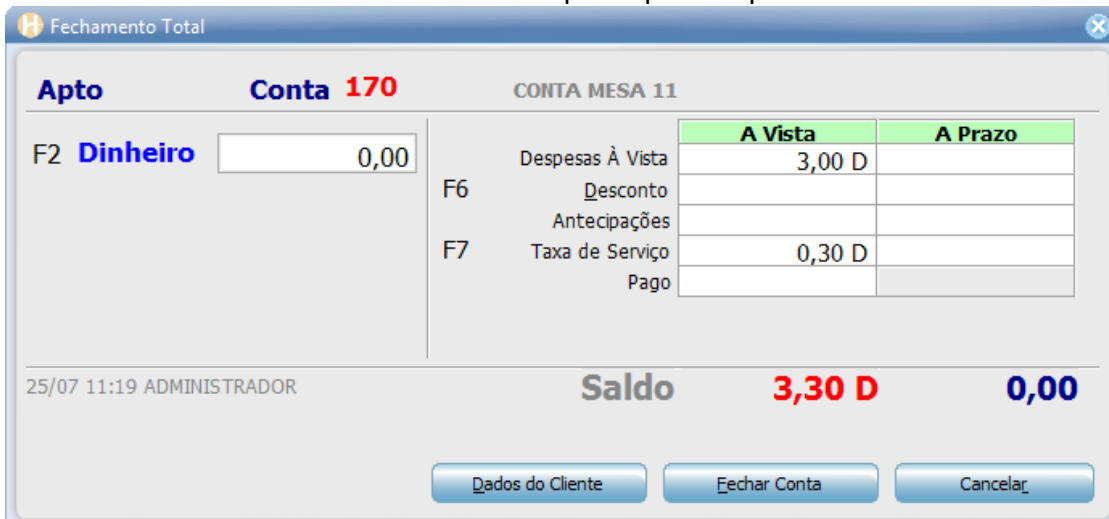 Fechamento Total
Apto Conta 170 CONTA MESA 11
A Vista A Prazo
F2 Dinheiro 0,00
Despesas À Vista 3,00 D
F6 Desconto
Antecipações
F7 Taxa de Serviço 0,30 D
Pago
25/07 11:19 ADMINISTRADOR Saldo 3,30 D 0,00
Dados do Cliente Fechar Conta Cancelar